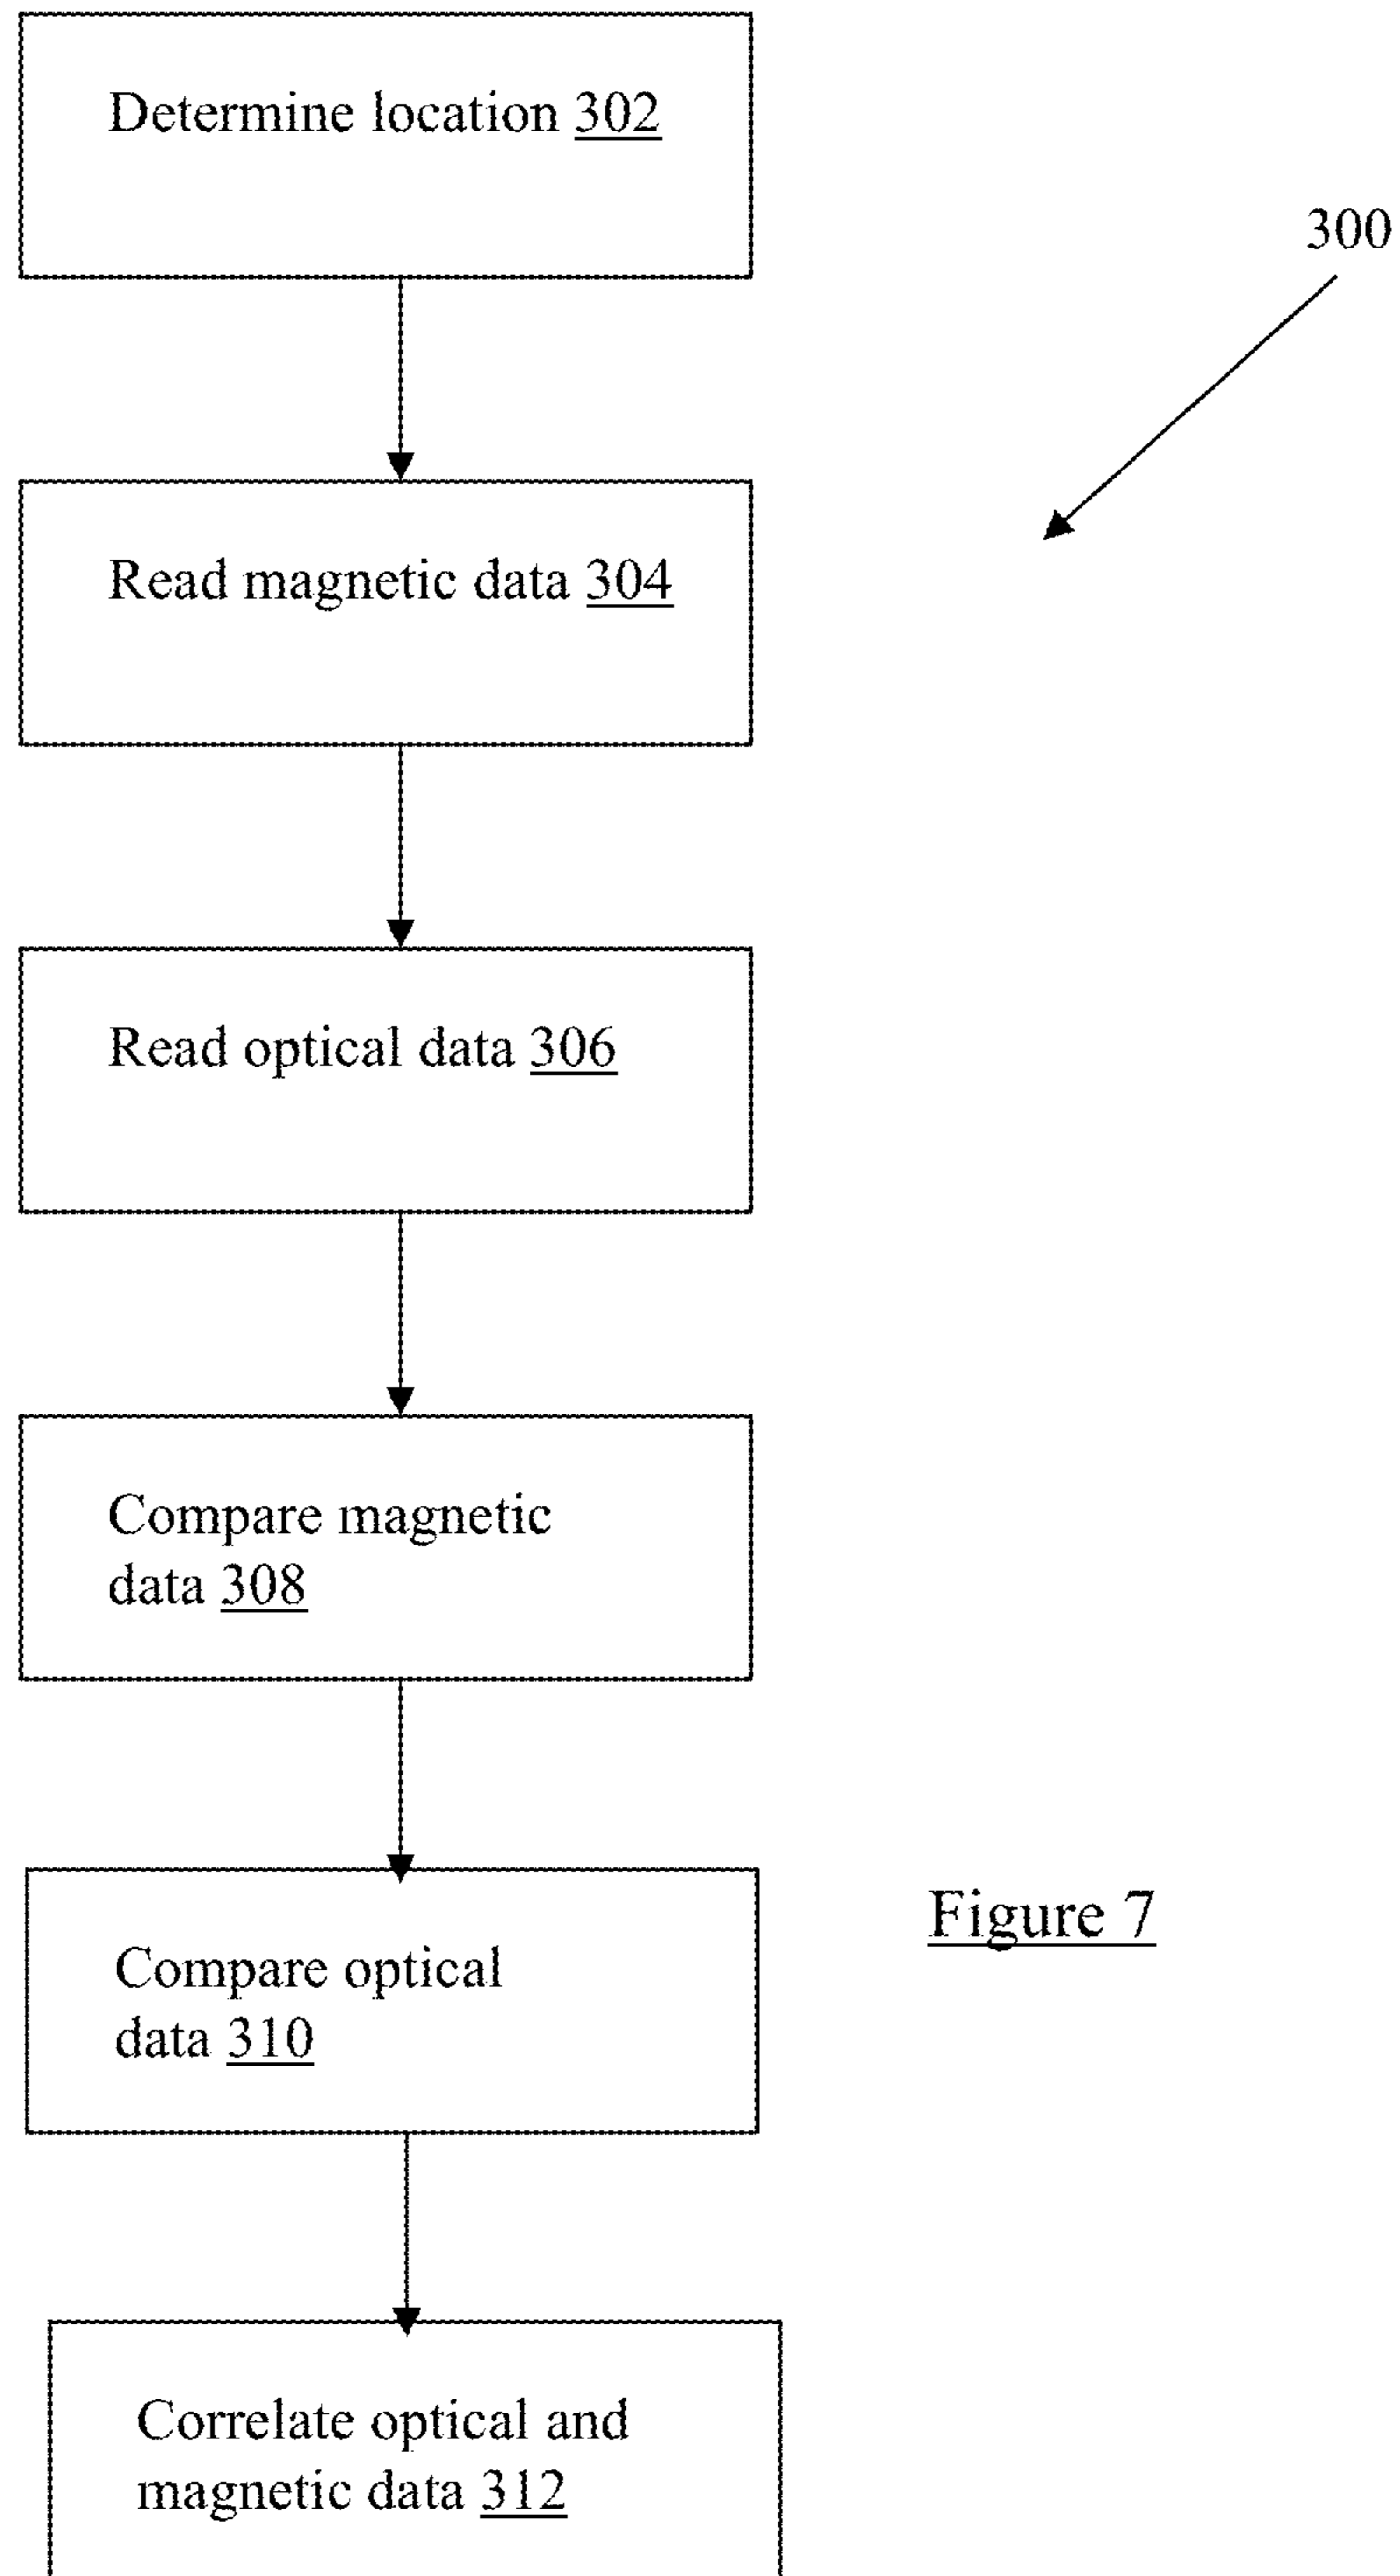 Determine location 302
300
Read magnetic data 304
Read optical data 306
Compare magnetic
data 308
Compare optical
data 310
Figure 7
Correlate optical and
magnetic data 312